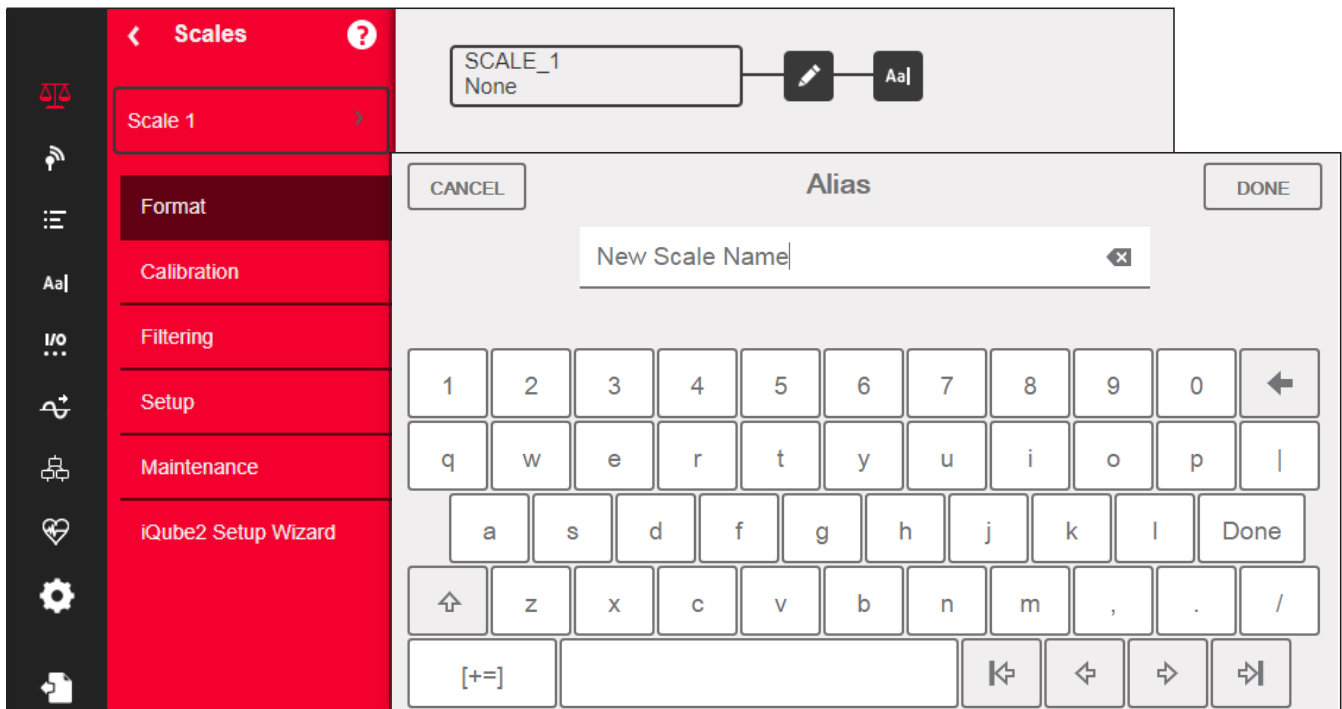 Scales ?
SCALE_1
None
Aa|
Scale 1
Format
Calibration
Filtering
Setup
Maintenance
iQube2 Setup Wizard
Aa|
I/O
CANCEL
Alias
DONE
New Scale Name
1 2 3 4 5 6 7 8 9 0
q w e r t y u i o p |
a s d f g h j k l Done
z x c v b n m , . /
[+=]